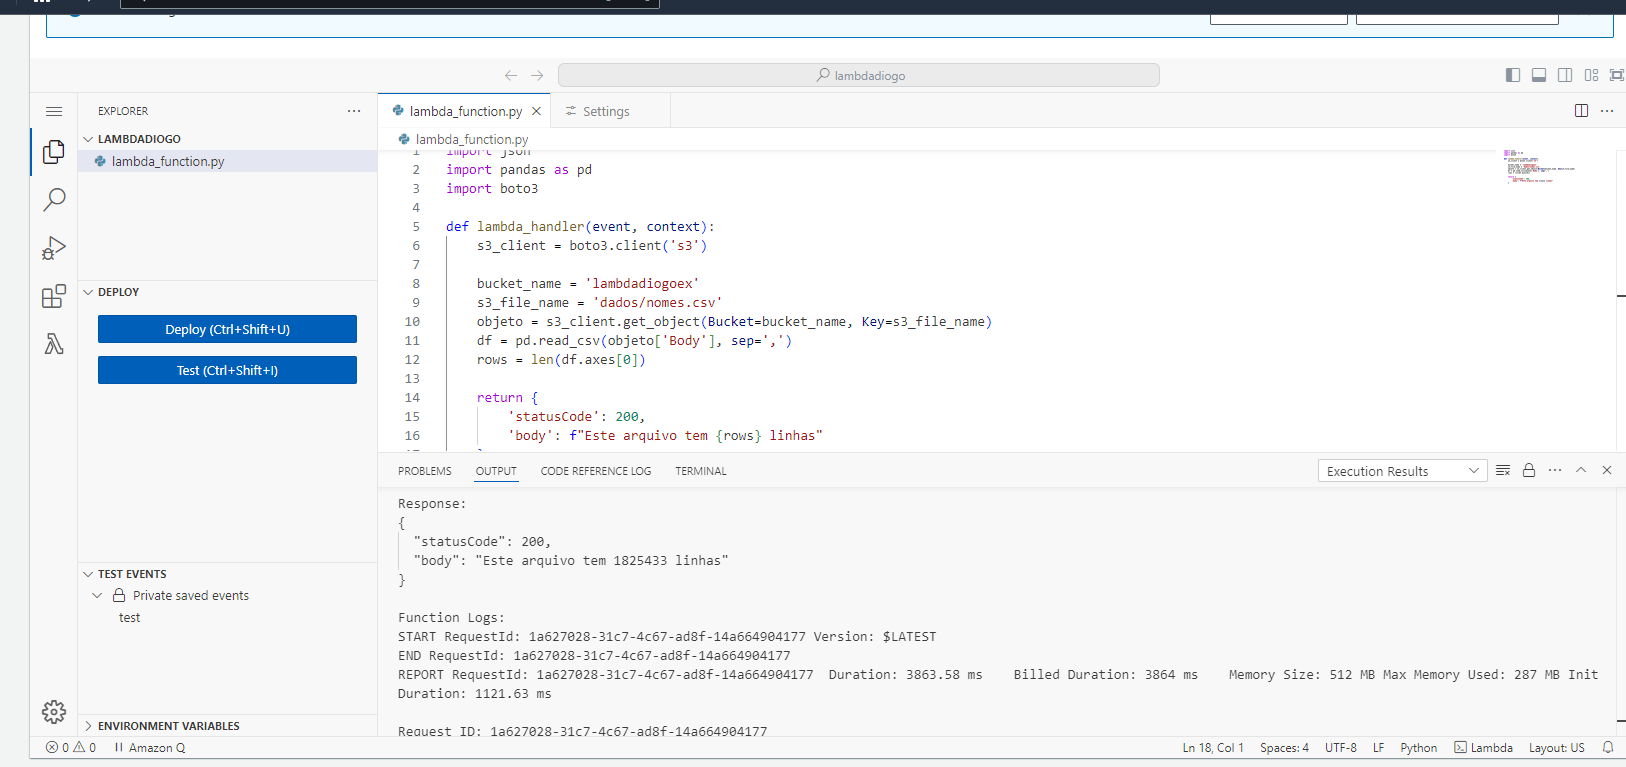 lambdadiogo
EXPLORER
LAMBDADIOGO
lambda_function.py
DEPLOY
Deploy (Ctrl+Shift+U)
Test (Ctrl+Shift+I)
TEST EVENTS
Private saved events
test
ENVIRONMENT VARIABLES
lambda_function.py
Settings
lambda_function.py
1 import json
2 import pandas as pd
3 import boto3
4
5 def lambda_handler(event, context):
6 s3_client = boto3.client('s3')
7
8 bucket_name = 'lambdadiogoex'
9 s3_file_name = 'dados/nomes.csv'
10 objeto = s3_client.get_object(Bucket=bucket_name, Key=s3_file_name)
11 df = pd.read_csv(objeto['Body'], sep=',')
12 rows = len(df.axes[0])
13
14 return {
15 'statusCode': 200,
16 'body': f"Este arquivo tem {rows} linhas"
PROBLEMS OUTPUT CODE REFERENCE LOG TERMINAL
Execution Results
Response:
{
"statusCode": 200,
"body": "Este arquivo tem 1825433 linhas"
}
Function Logs:
START RequestId: 1a627028-31c7-4c67-ad8f-14a664904177 Version: $LATEST
END RequestId: 1a627028-31c7-4c67-ad8f-14a664904177
REPORT RequestId: 1a627028-31c7-4c67-ad8f-14a664904177 Duration: 3863.58 ms Billed Duration: 3864 ms Memory Size: 512 MB Max Memory Used: 287 MB Init
Duration: 1121.63 ms
Request ID: 1a627028-31c7-4c67-ad8f-14a664904177
0 0 Amazon Q
Ln 18, Col 1 Spaces: 4 UTF-8 LF Python Lambda Layout: US